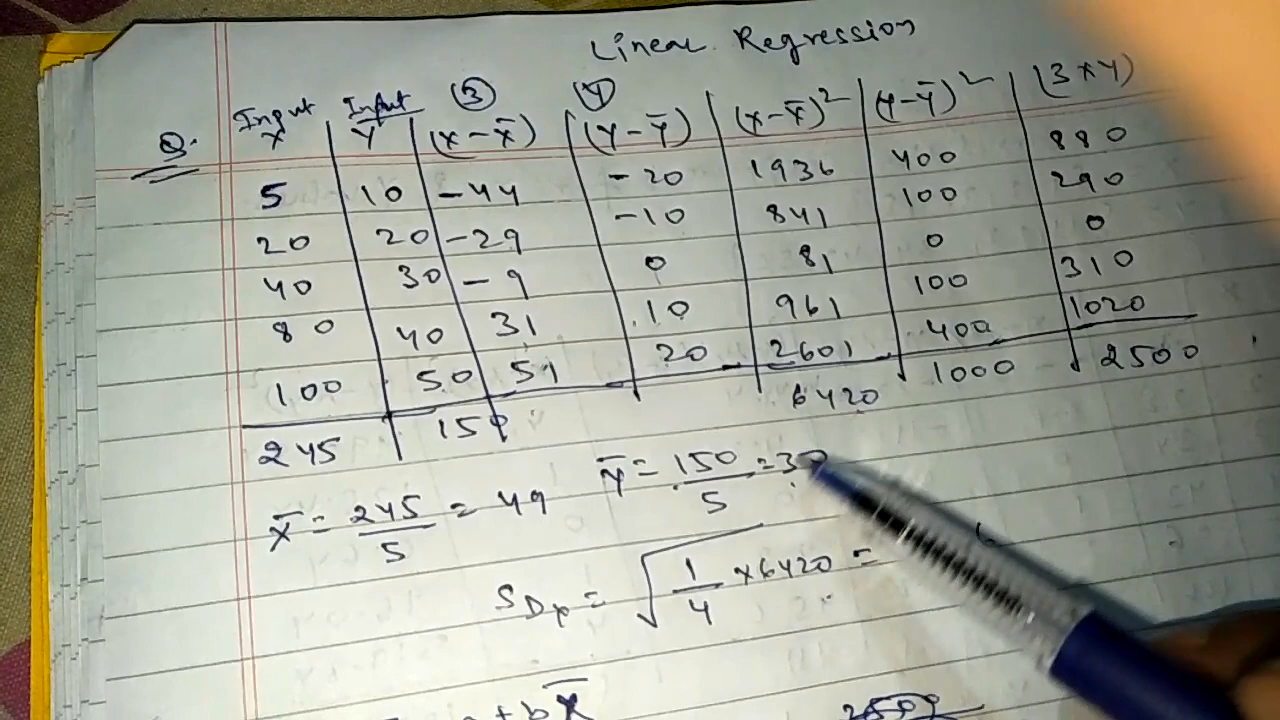 Linear Regression
Q. Input X | Input Y | ③ (X - X̄) | ④ (Y - Ȳ) | (X - X̄)² | (Y - Ȳ)² | (3 × 4)
5 | 10 | -44 | -20 | 1936 | 400 | 880
20 | 20 | -29 | -10 | 841 | 100 | 290
40 | 30 | -9 | 0 | 81 | 0 | 0
80 | 40 | 31 | 10 | 961 | 100 | 310
100 | 50 | 51 | 20 | 2601 | 400 | 1020
245 | 150 | 6420 | 1000 | 2500
X̄ = 245/5 = 49 Ȳ = 150/5 = 30
SDx = √(1/4 × 6420) =
+ bX̄ 2500